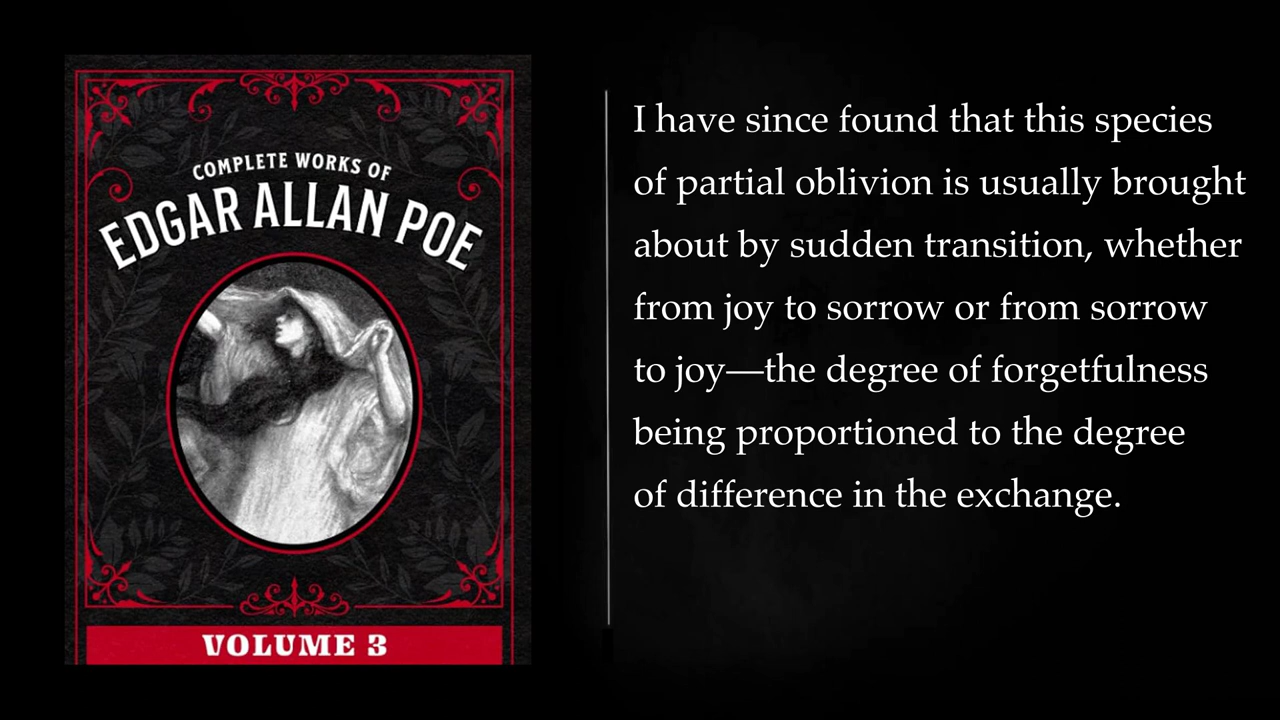 COMPLETE WORKS OF
EDGAR ALLAN POE
VOLUME 3
I have since found that this species
of partial oblivion is usually brought
about by sudden transition, whether
from joy to sorrow or from sorrow
to joy—the degree of forgetfulness
being proportioned to the degree
of difference in the exchange.